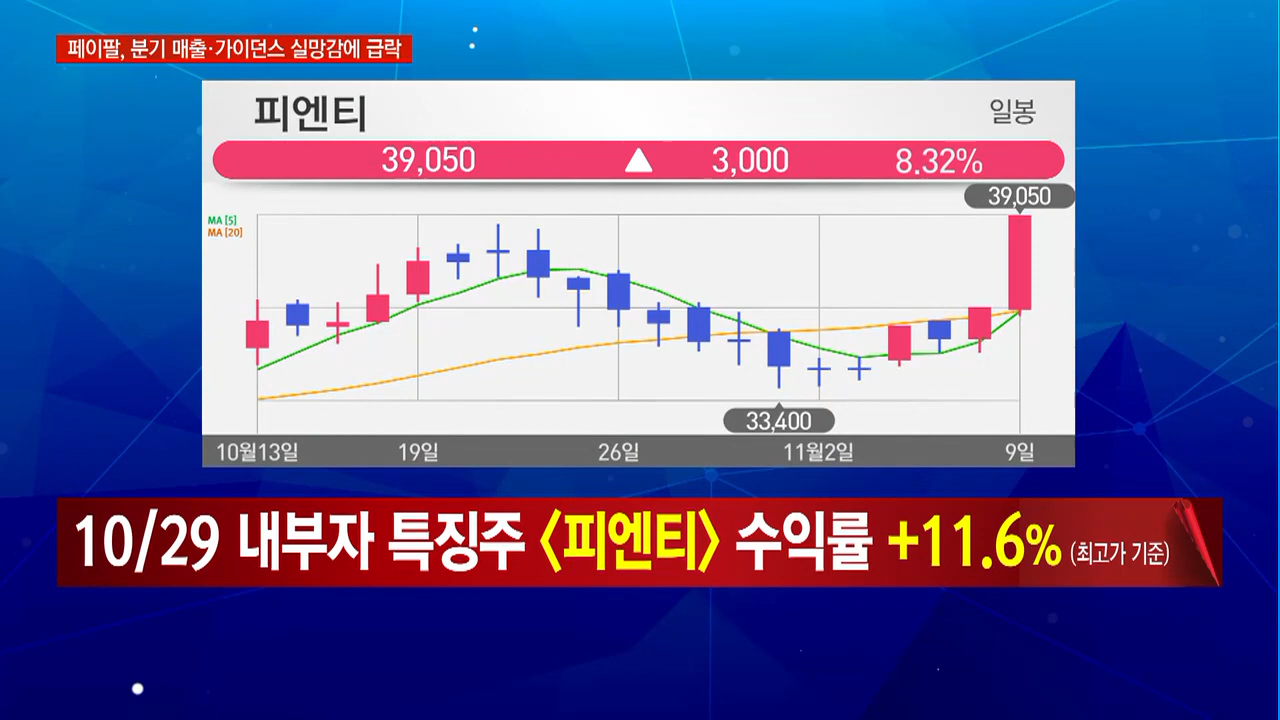 페이팔, 분기 매출·가이던스 실망감에 급락
피엔티
일봉
39,050 ▲ 3,000 8.32%
39,050
MA [5]
MA [20]
33,400
10월13일 19일 26일 11월2일 9일
10/29 내부자 특징주 <피엔티> 수익률 +11.6% (최고가 기준)